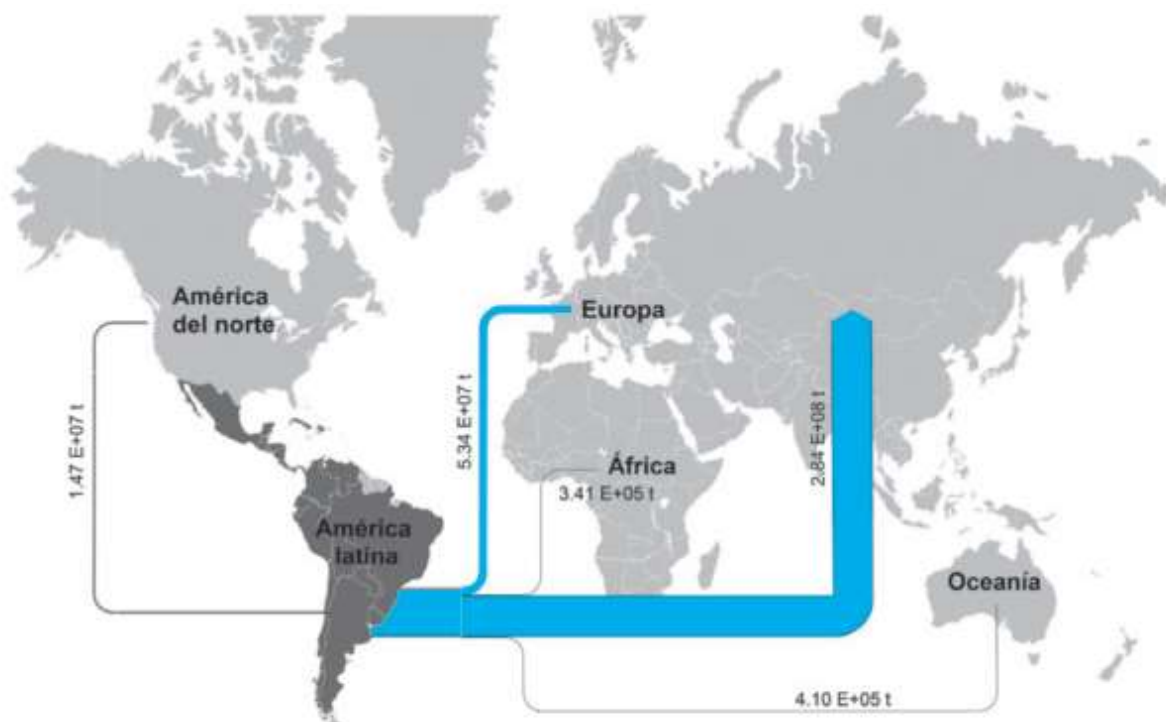 América
del norte
Europa
1.47 E+07 t
5.34 E+07 t
África
3.41 E+05 t
2.84 E+08 t
América
latina
Oceanía
4.10 E+05 t